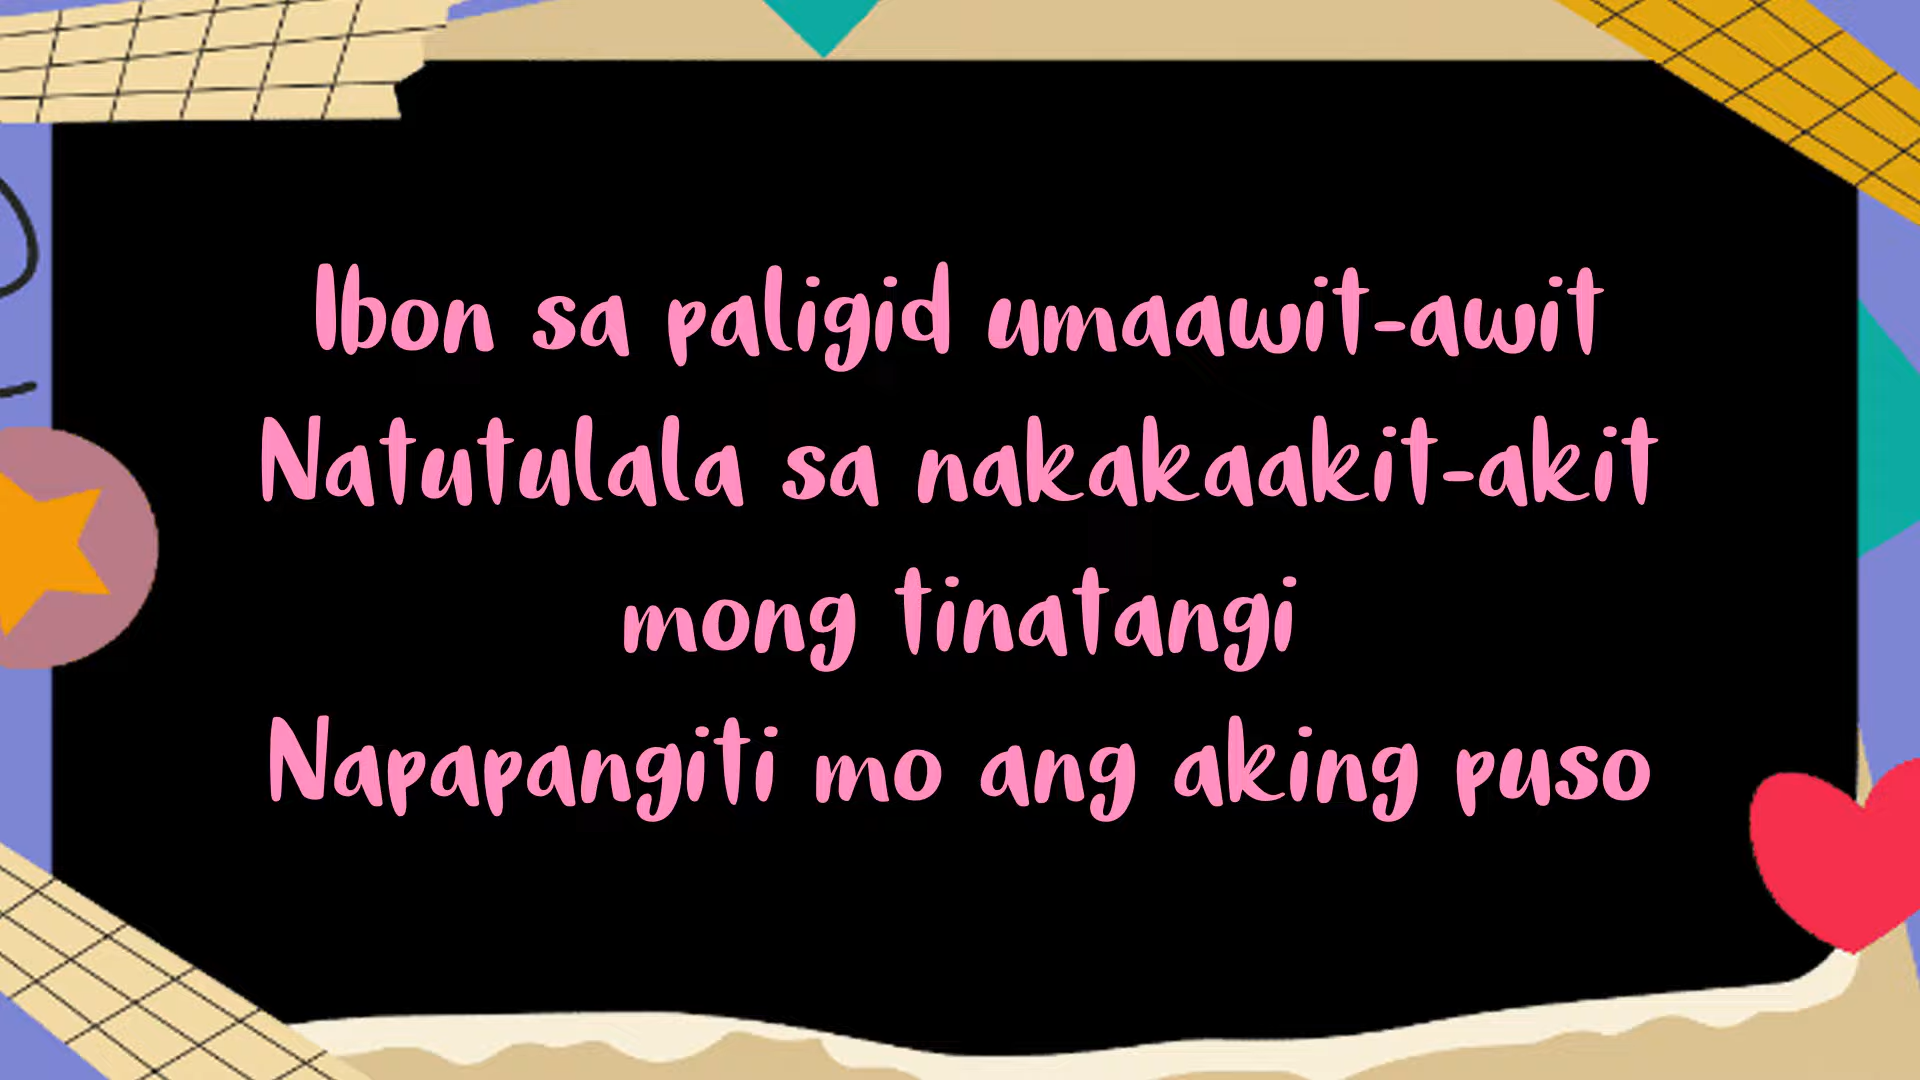 Ibon sa paligid umaawit-awit
Natutulala sa nakakaakit-akit
mong tinatangi
Napapangiti mo ang aking puso